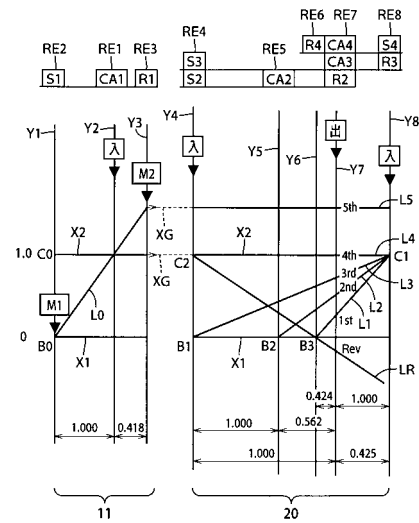 RE6 RE7 RE8
RE2 RE1 RE3 RE4 RE5 R4 CA4 S4
S3 CA3 R3
S1 CA1 R1 S2 CA2 R2
Y1 Y2 Y3 Y4 Y5 Y6 Y7 Y8
入 M2 入 出 入
5th L5
1.0 C0 X2 XG C2 X2 4th L4 C1
XG 3rd L3
M1 L0 2nd L2
1st L1
0 B0 X1 B1 X1 B2 B3 Rev
LR
0.424 1.000
1.000 0.418 1.000 0.562
1.000 0.425
11 20